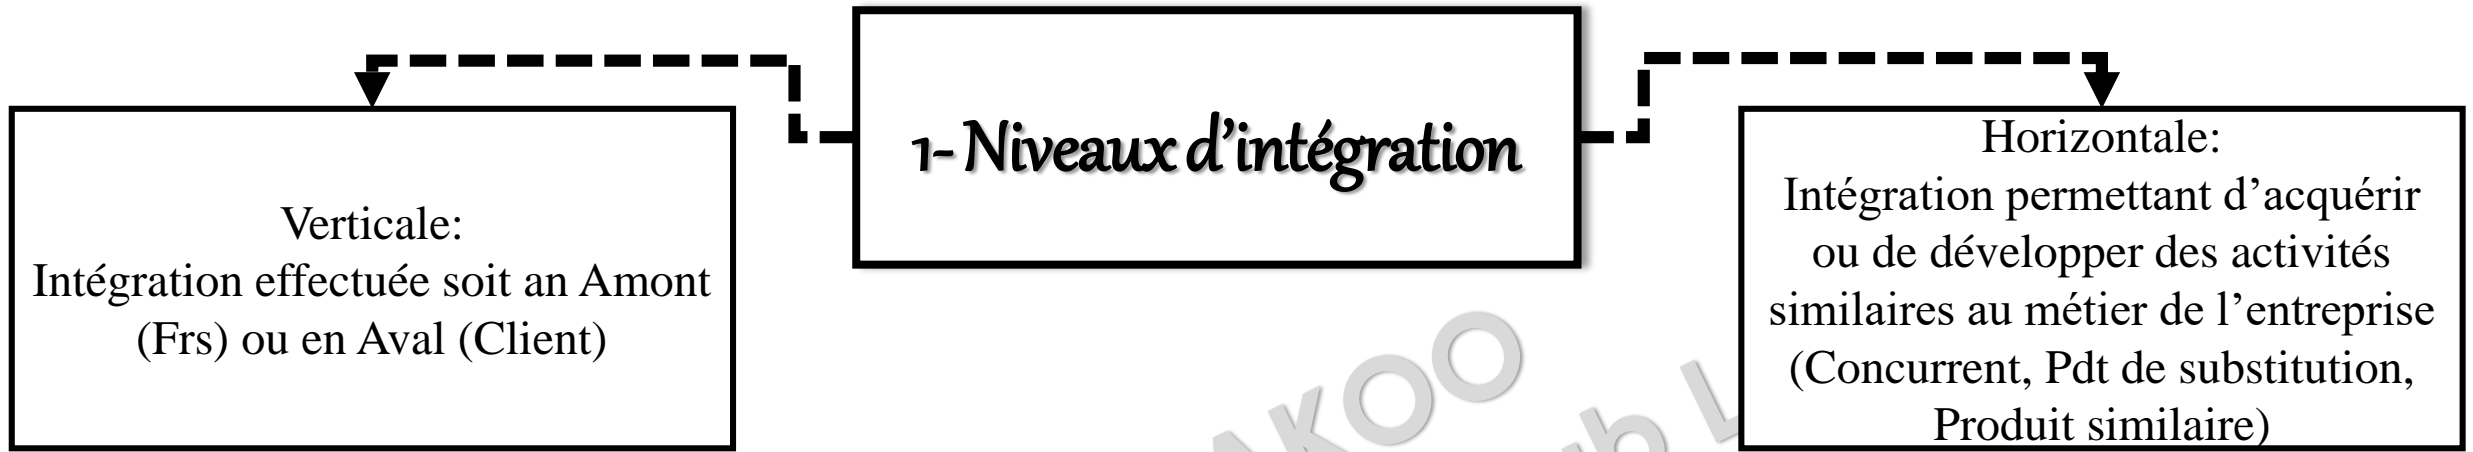 1- Niveaux d’intégration
Verticale:
Intégration effectuée soit an Amont
(Frs) ou en Aval (Client)
Horizontale:
Intégration permettant d’acquérir
ou de développer des activités
similaires au métier de l’entreprise
(Concurrent, Pdt de substitution,
Produit similaire)